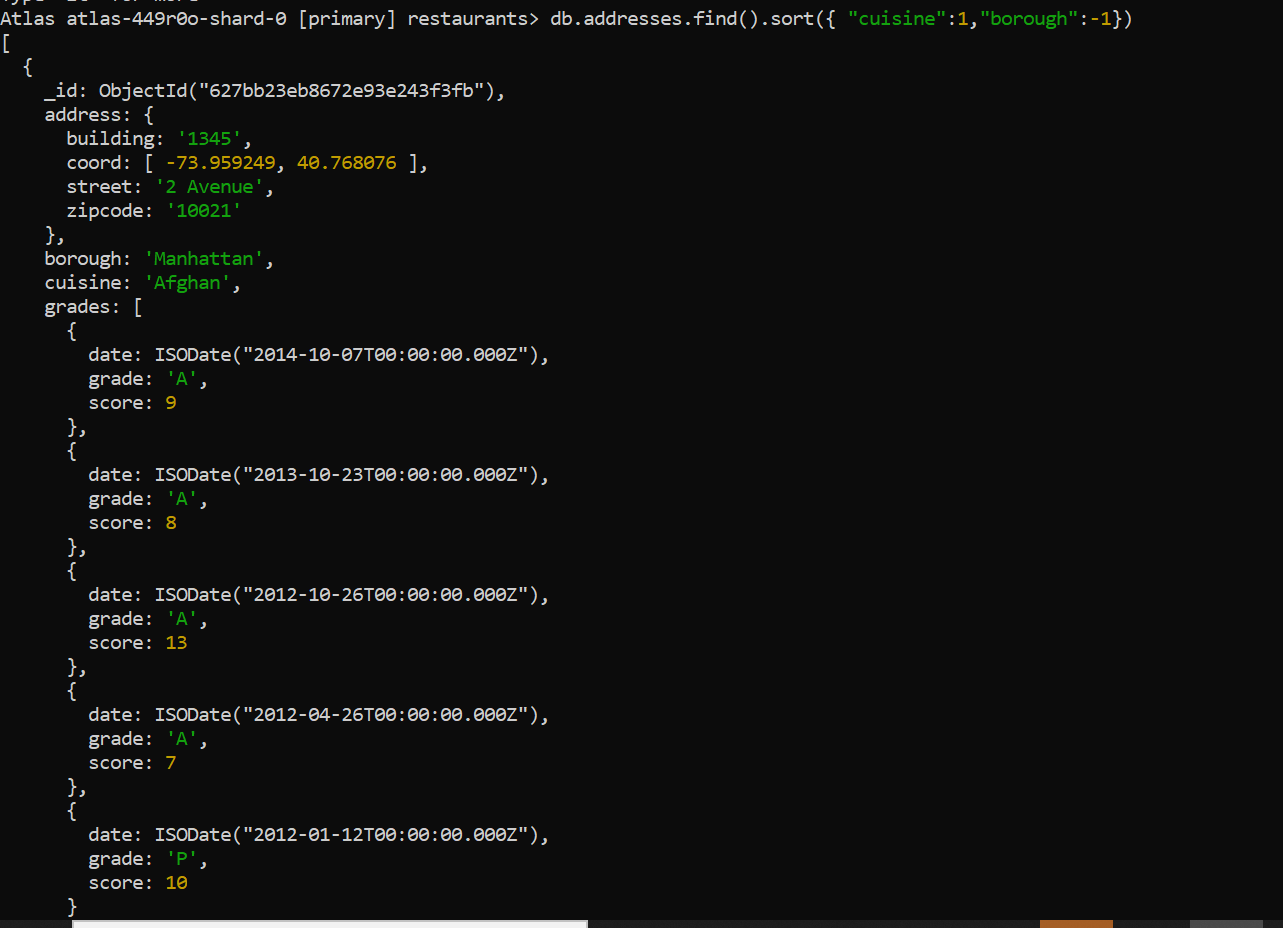 Atlas atlas-449r0o-shard-0 [primary] restaurants> db.addresses.find().sort({ "cuisine":1,"borough":-1})
[
  {
    _id: ObjectId("627bb23eb8672e93e243f3fb"),
    address: {
      building: '1345',
      coord: [ -73.959249, 40.768076 ],
      street: '2 Avenue',
      zipcode: '10021'
    },
    borough: 'Manhattan',
    cuisine: 'Afghan',
    grades: [
      {
        date: ISODate("2014-10-07T00:00:00.000Z"),
        grade: 'A',
        score: 9
      },
      {
        date: ISODate("2013-10-23T00:00:00.000Z"),
        grade: 'A',
        score: 8
      },
      {
        date: ISODate("2012-10-26T00:00:00.000Z"),
        grade: 'A',
        score: 13
      },
      {
        date: ISODate("2012-04-26T00:00:00.000Z"),
        grade: 'A',
        score: 7
      },
      {
        date: ISODate("2012-01-12T00:00:00.000Z"),
        grade: 'P',
        score: 10
      }